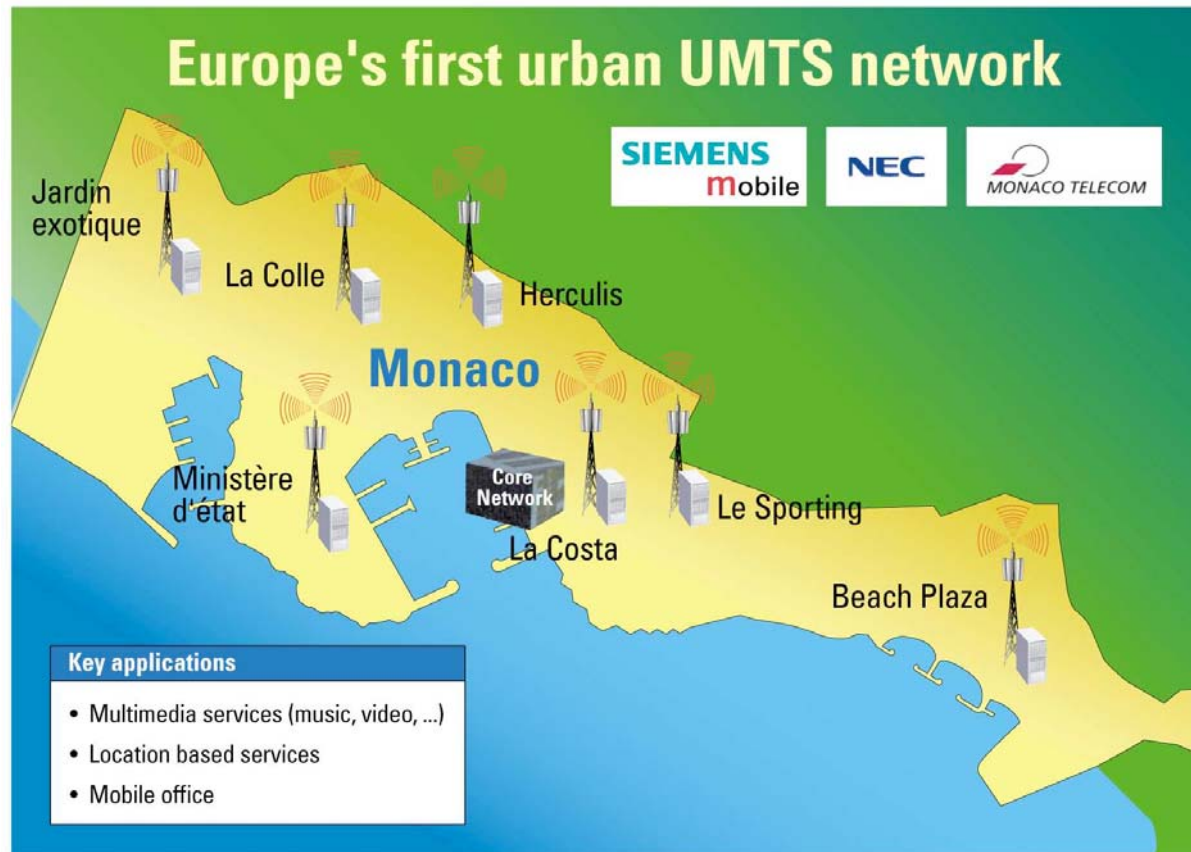 Europe's first urban UMTS network
SIEMENS
mobile
NEC
MONACO TELECOM
Jardin
exotique
La Colle
Herculis
Monaco
Ministère
d'état
Core
Network
La Costa
Le Sporting
Beach Plaza
Key applications
• Multimedia services (music, video, ...)
• Location based services
• Mobile office